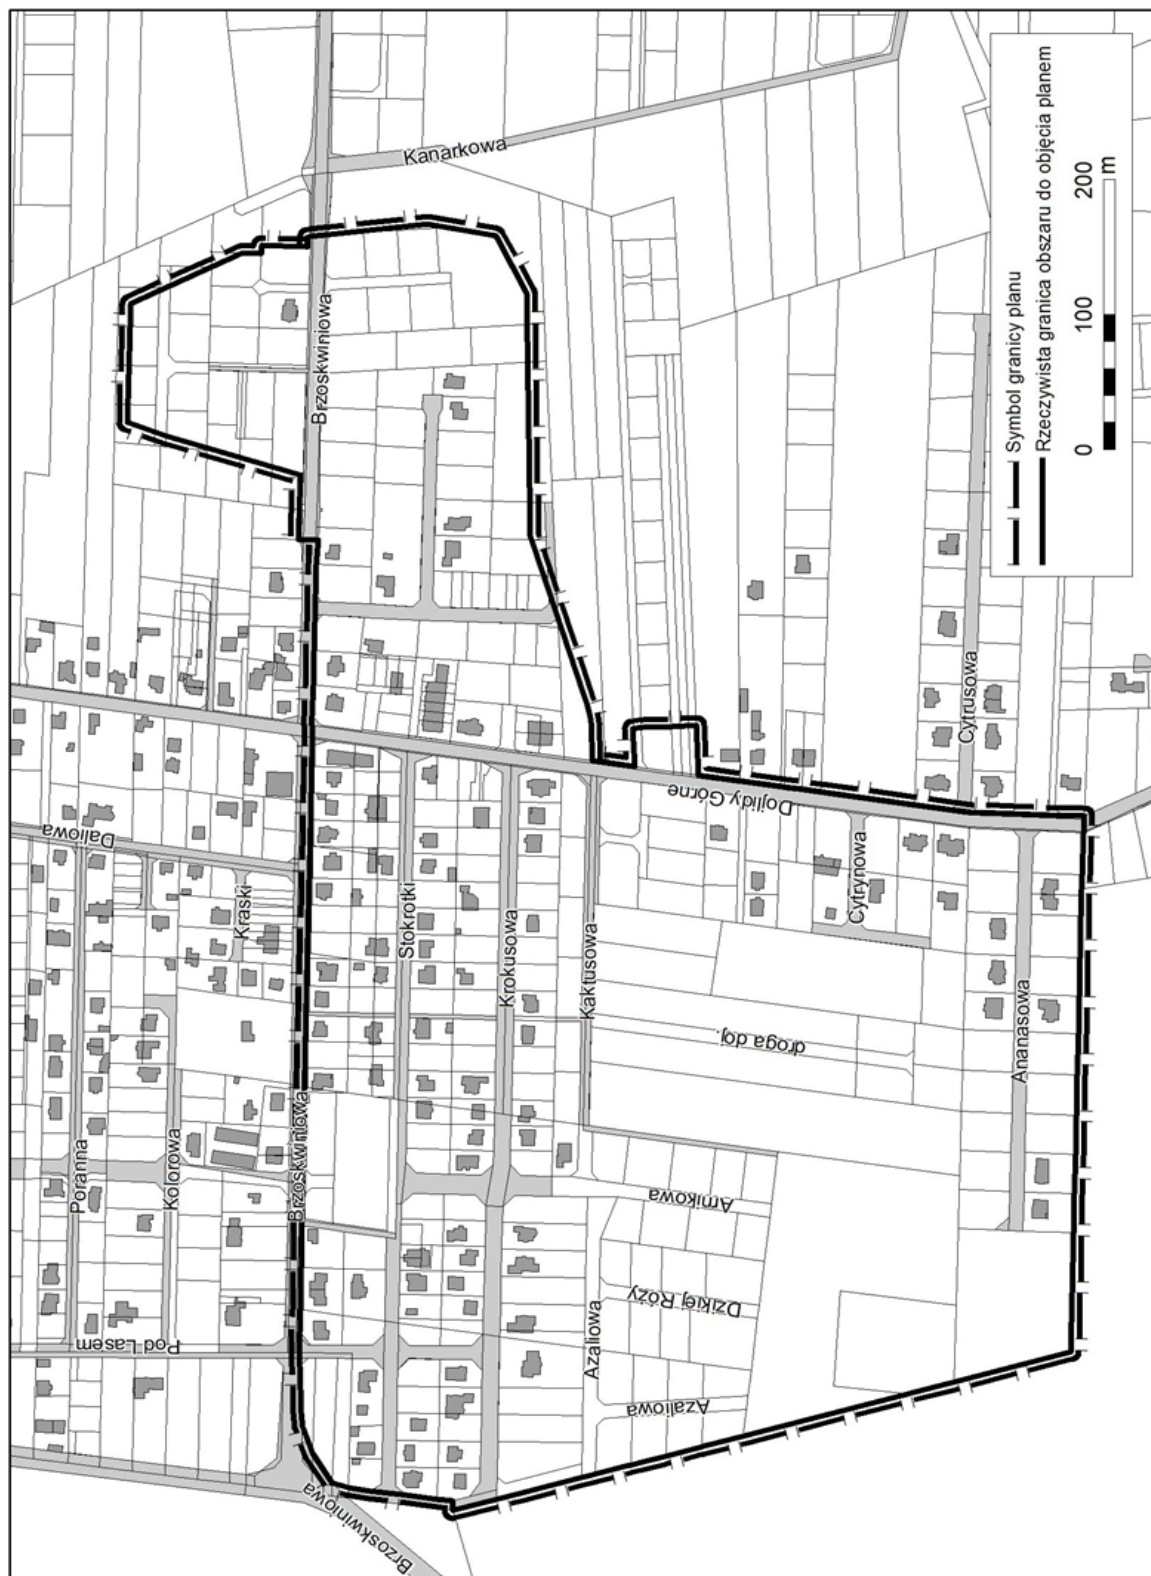 Brzoskwiniowa
Pod Lasem
Poranna
Kolorowa
Daliowa
Kraski
Brzoskwiniowa
Brzoskwiniowa
Kanarkowa
Stokrotki
Krokusowa
Kaktusowa
Azaliowa
Azaliowa
Dzikiej Róży
Arnikowa
droga doj.
Dojlidy Górne
Cytrynowa
Ananasowa
Cytrusowa
Symbol granicy planu
Rzeczywista granica obszaru do objęcia planem
0 100 200
m